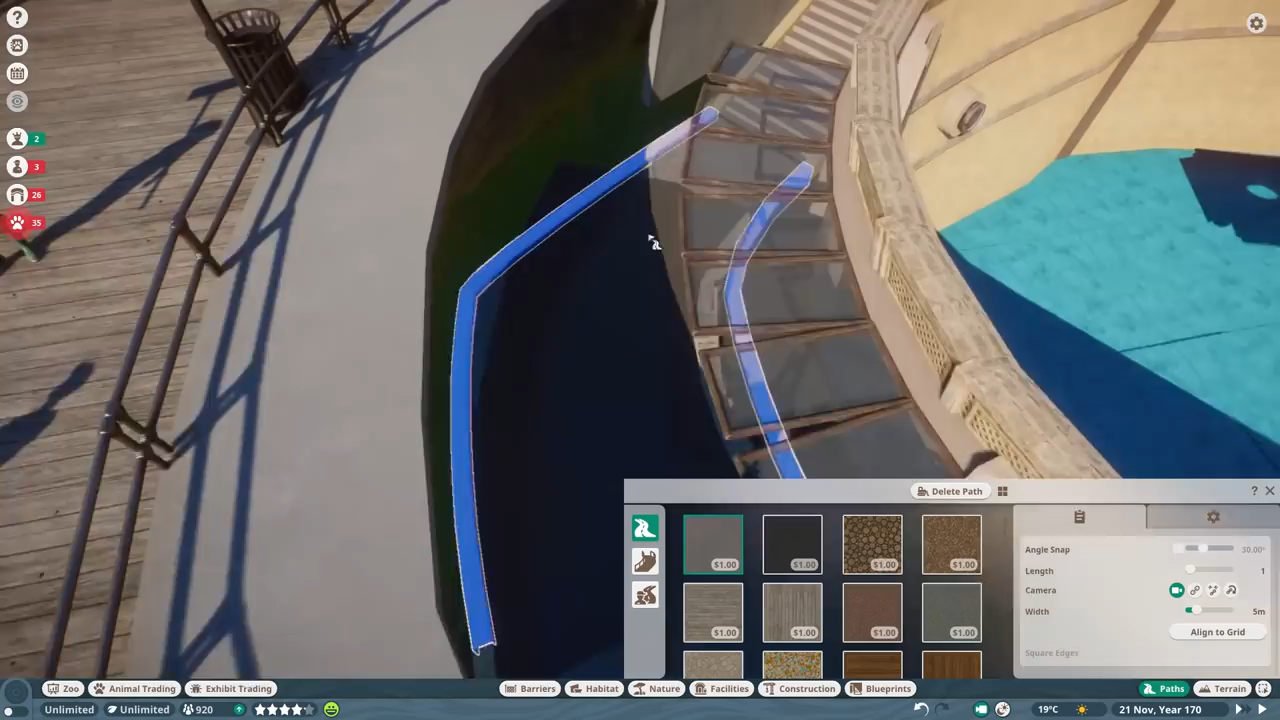 ?
2
3
26
35
Delete Path
?
$1.00 $1.00 $1.00 $1.00
$1.00 $1.00 $1.00 $1.00
Angle Snap 30.00°
Length 1
Camera
Width 5m
Align to Grid
Square Edges
Zoo Animal Trading Exhibit Trading Barriers Habitat Nature Facilities Construction Blueprints Paths Terrain
Unlimited Unlimited 920 19°C 21 Nov, Year 170